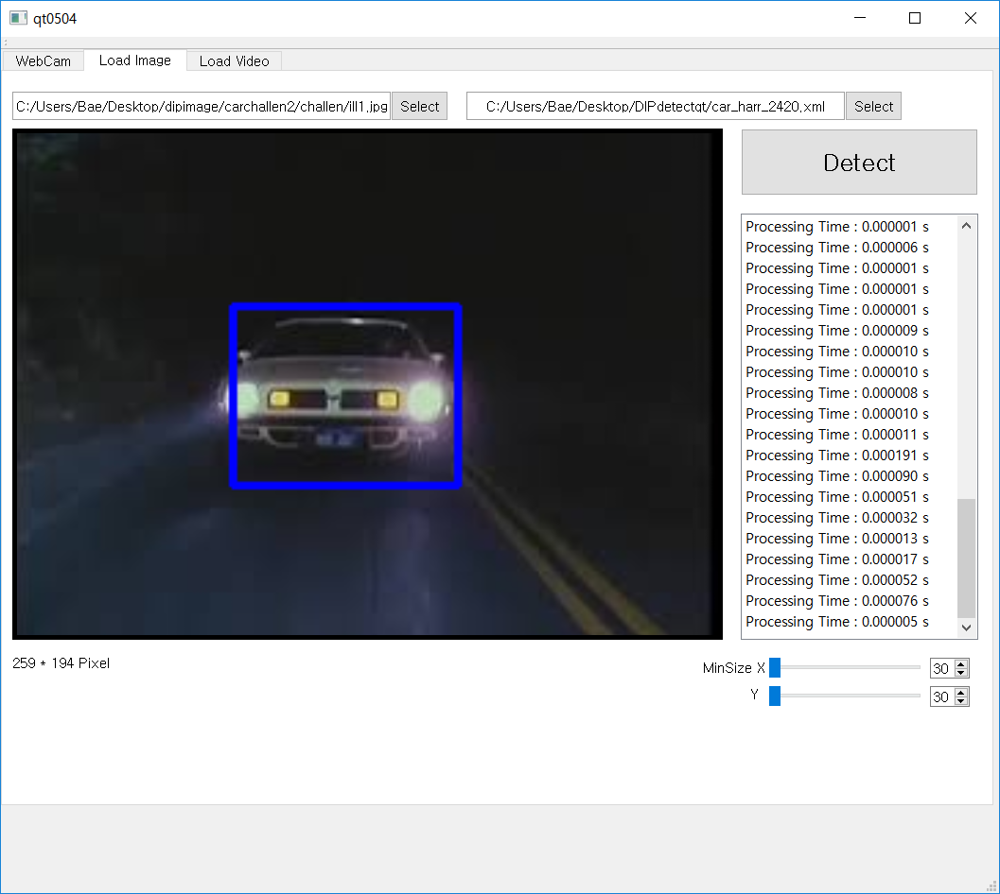 qt0504
WebCam Load Image Load Video
C:/Users/Bae/Desktop/dipimage/carchallen2/challen/ill1.jpg Select C:/Users/Bae/Desktop/DIPdetectqt/car_harr_2420.xml Select
Detect
Processing Time : 0.000001 s
Processing Time : 0.000006 s
Processing Time : 0.000001 s
Processing Time : 0.000001 s
Processing Time : 0.000001 s
Processing Time : 0.000009 s
Processing Time : 0.000010 s
Processing Time : 0.000010 s
Processing Time : 0.000008 s
Processing Time : 0.000010 s
Processing Time : 0.000011 s
Processing Time : 0.000191 s
Processing Time : 0.000090 s
Processing Time : 0.000051 s
Processing Time : 0.000032 s
Processing Time : 0.000013 s
Processing Time : 0.000017 s
Processing Time : 0.000052 s
Processing Time : 0.000076 s
Processing Time : 0.000005 s
259 * 194 Pixel
MinSize X 30
Y 30